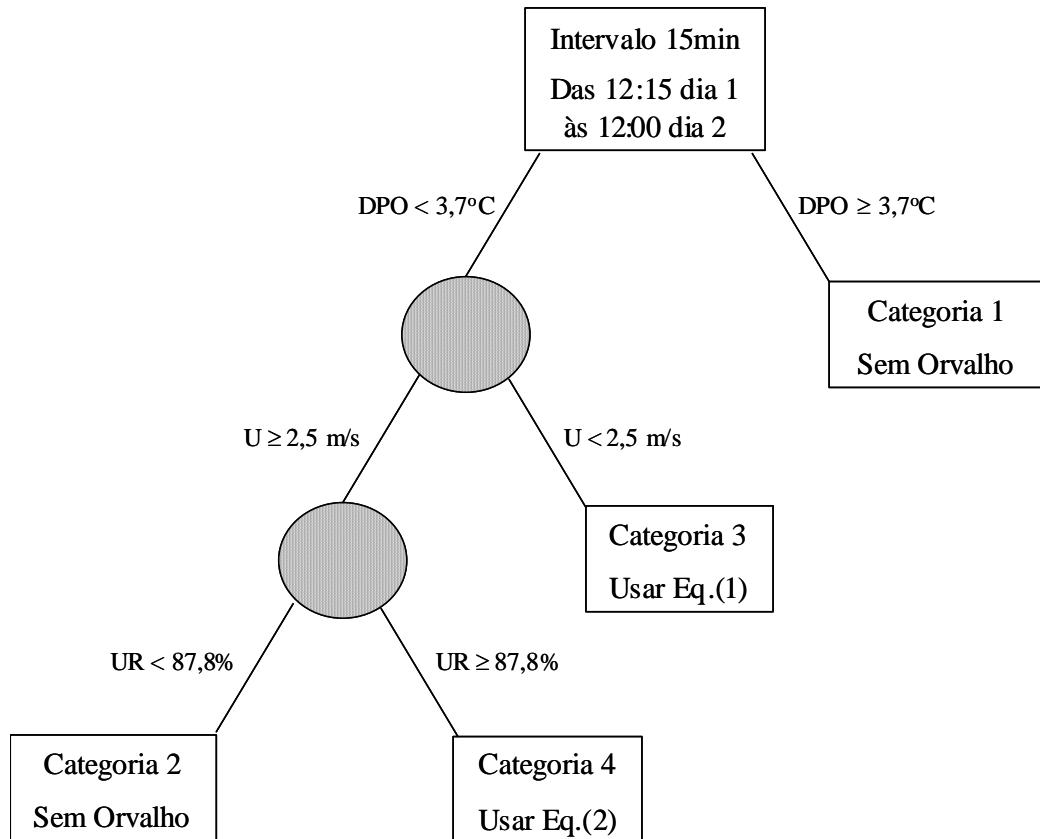 Intervalo 15min
Das 12:15 dia 1
às 12:00 dia 2
DPO < 3,7ºC
DPO ≥ 3,7ºC
Categoria 1
Sem Orvalho
U ≥ 2,5 m/s
U < 2,5 m/s
Categoria 3
Usar Eq.(1)
UR < 87,8%
UR ≥ 87,8%
Categoria 2
Sem Orvalho
Categoria 4
Usar Eq.(2)